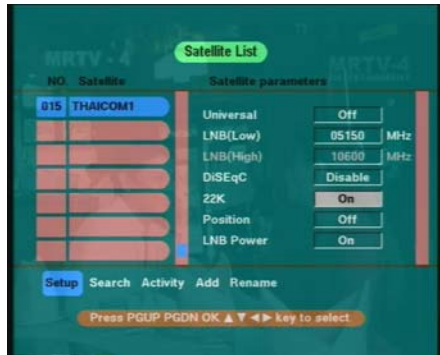 Satellite List
MRTV - 4
MRTV-4
NO. Satellite Satellite parameters
015 THAICOM1
Universal Off
LNB(Low) 05150 MHz
LNB(High) 10600 MHz
DiSEqC Disable
22K On
Position Off
LNB Power On
Setup Search Activity Add Rename
Press PGUP PGDN OK ▲ ▼ ◄ ► key to select